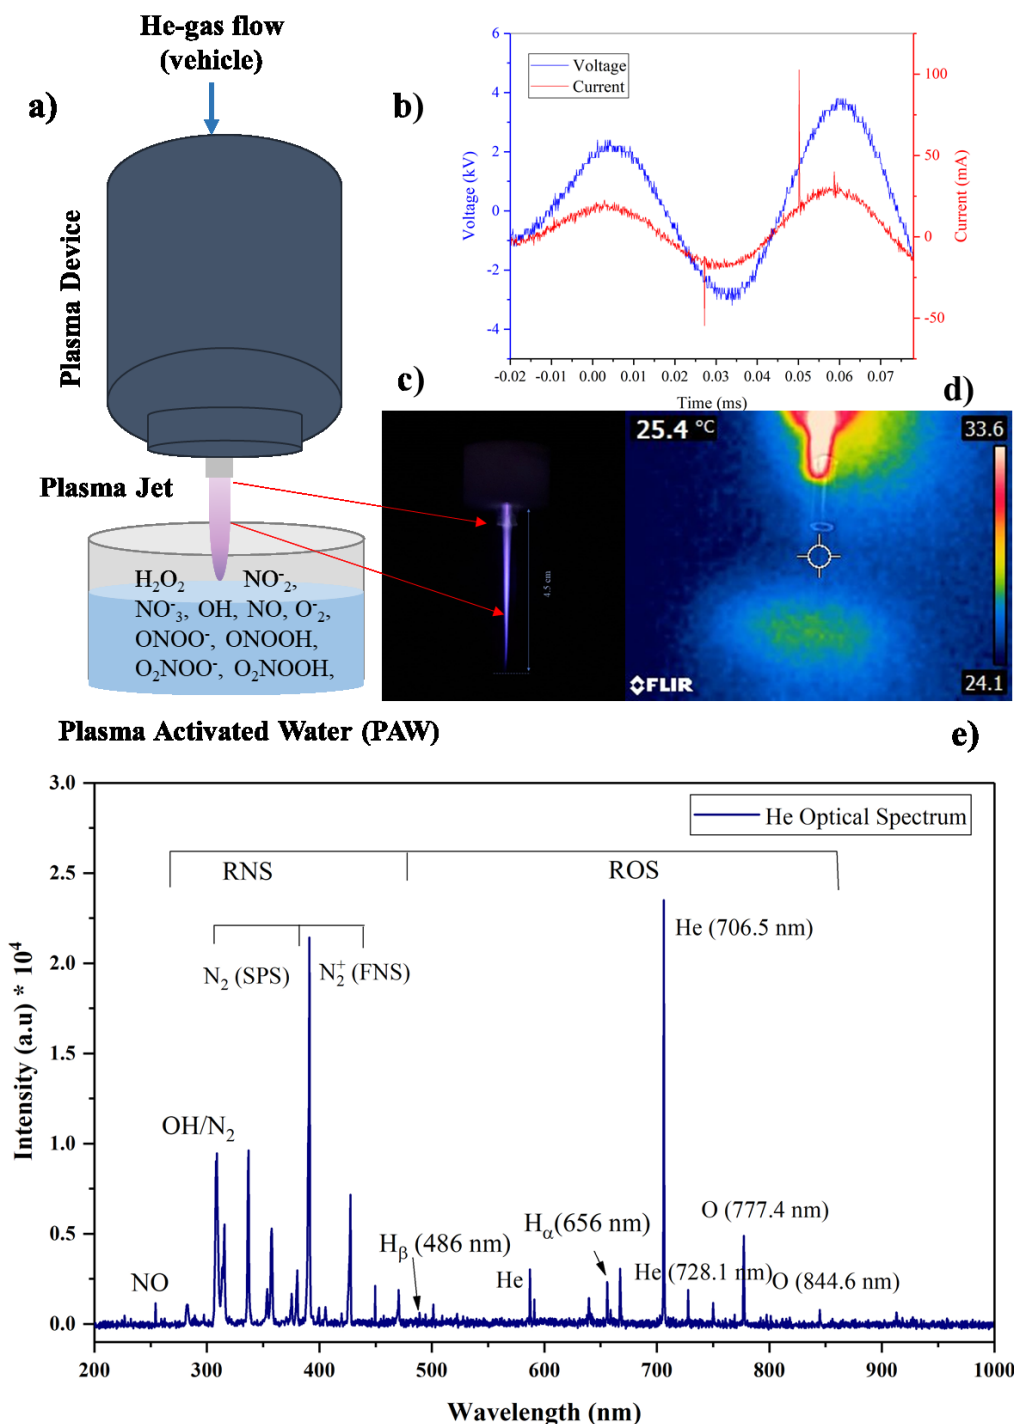 He-gas flow
(vehicle)
a)
Plasma Device
Plasma Jet
H₂O₂ NO⁻₂,
NO⁻₃, OH, NO, O⁻₂,
ONOO⁻, ONOOH,
O₂NOO⁻, O₂NOOH,
Plasma Activated Water (PAW)
b)
Voltage
Current
6
4
2
0
-2
-4
Voltage (kV)
100
50
0
-50
Current (mA)
-0.02 -0.01 0.00 0.01 0.02 0.03 0.04 0.05 0.06 0.07
Time (ms)
c)
4.5 cm
d)
25.4 °C
33.6
24.1
FLIR
e)
He Optical Spectrum
RNS
ROS
N₂ (SPS)
N₂⁺ (FNS)
He (706.5 nm)
OH/N₂
NO
Hβ (486 nm)
Hα (656 nm)
He
He (728.1 nm)
O (777.4 nm)
O (844.6 nm)
3.0
2.5
2.0
1.5
1.0
0.5
0.0
Intensity (a.u) * 10⁴
200 300 400 500 600 700 800 900 1000
Wavelength (nm)